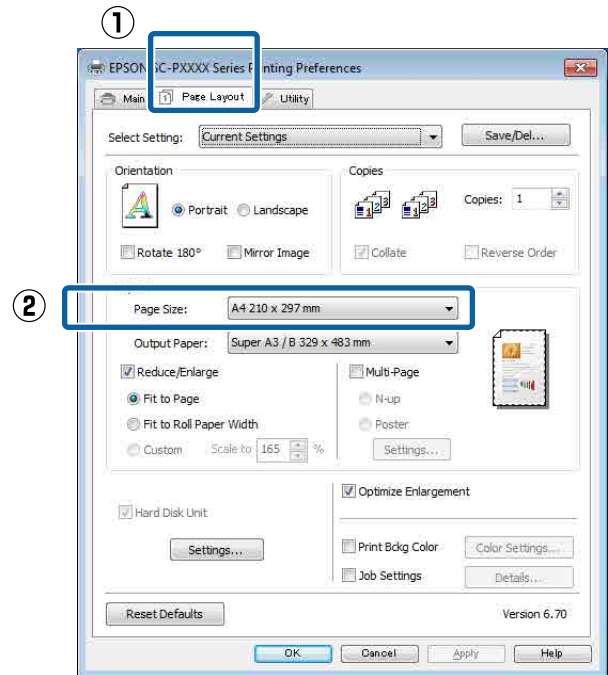 1
EPSON SC-PXXXX Series Printing Preferences
Main Page Layout Utility
Select Setting: Current Settings Save/Del...
Orientation Copies
Portrait Landscape Copies: 1
Rotate 180° Mirror Image Collate Reverse Order
2
Page Size: A4 210 x 297 mm
Output Paper: Super A3 / B 329 x 483 mm
Reduce/Enlarge Multi-Page
Fit to Page N-up
Fit to Roll Paper Width Poster
Custom Scale to 165 % Settings...
Optimize Enlargement
Hard Disk Unit
Settings... Print Bckg Color Color Settings...
Job Settings Details...
Reset Defaults Version 6.70
OK Cancel Apply Help